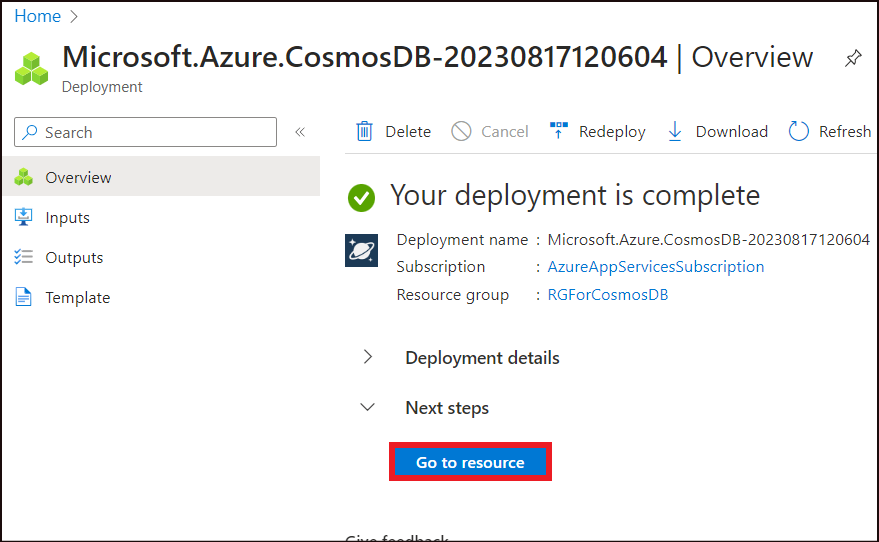 Home
Microsoft.Azure.CosmosDB-20230817120604 | Overview
Deployment
Search
Delete Cancel Redeploy Download Refresh
Overview
Inputs
Outputs
Template
Your deployment is complete
Deployment name : Microsoft.Azure.CosmosDB-20230817120604
Subscription : AzureAppServicesSubscription
Resource group : RGForCosmosDB
Deployment details
Next steps
Go to resource
Give feedback